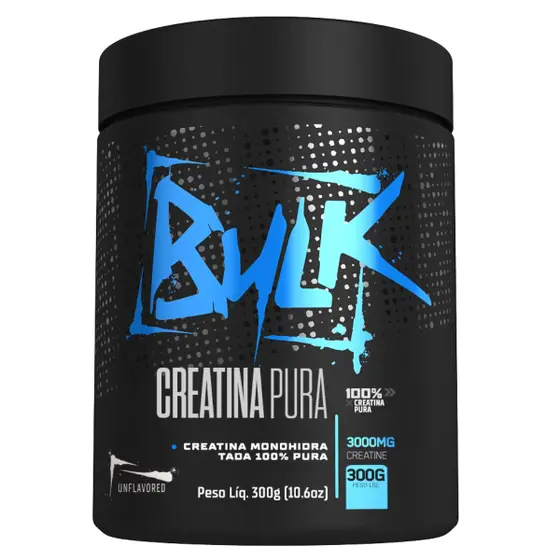 BULK
CREATINA PURA
100%
CREATINA
PURA
CREATINA MONOHIDRA
TADA 100% PURA
3000MG
CREATINE
300G
PESO LÍQ.
UNFLAVORED
Peso Líq. 300g (10.6oz)